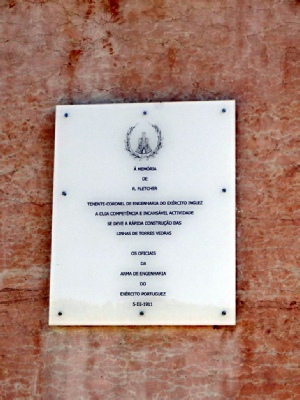 À MEMÓRIA
DE
R. FLETCHER
TENENTE-CORONEL DE ENGENHARIA DO EXÉRCITO INGLEZ
A CUJA COMPETÊNCIA E INCANSÁVEL ACTIVIDADE
SE DEVE A RÁPIDA CONSTRUÇÃO DAS
LINHAS DE TORRES VEDRAS
OS OFICIAIS
DA
ARMA DE ENGENHARIA
DO
EXÉRCITO PORTUGUEZ